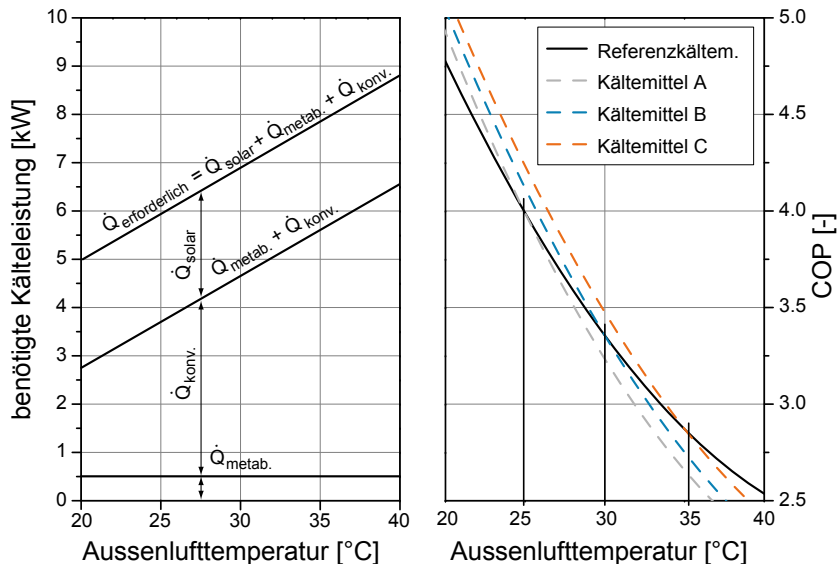 benötigte Kälteleistung [kW]
10
9
8
7
6
5
4
3
2
1
0
Q̇erforderlich = Q̇solar + Q̇metab. + Q̇konv.
Q̇metab. + Q̇konv.
Q̇solar
Q̇konv.
Q̇metab.
20 25 30 35 40
Aussenlufttemperatur [°C]
Referenzkältem.
Kältemittel A
Kältemittel B
Kältemittel C
5.0
4.5
4.0
3.5
3.0
2.5
COP [-]
20 25 30 35 40
Aussenlufttemperatur [°C]